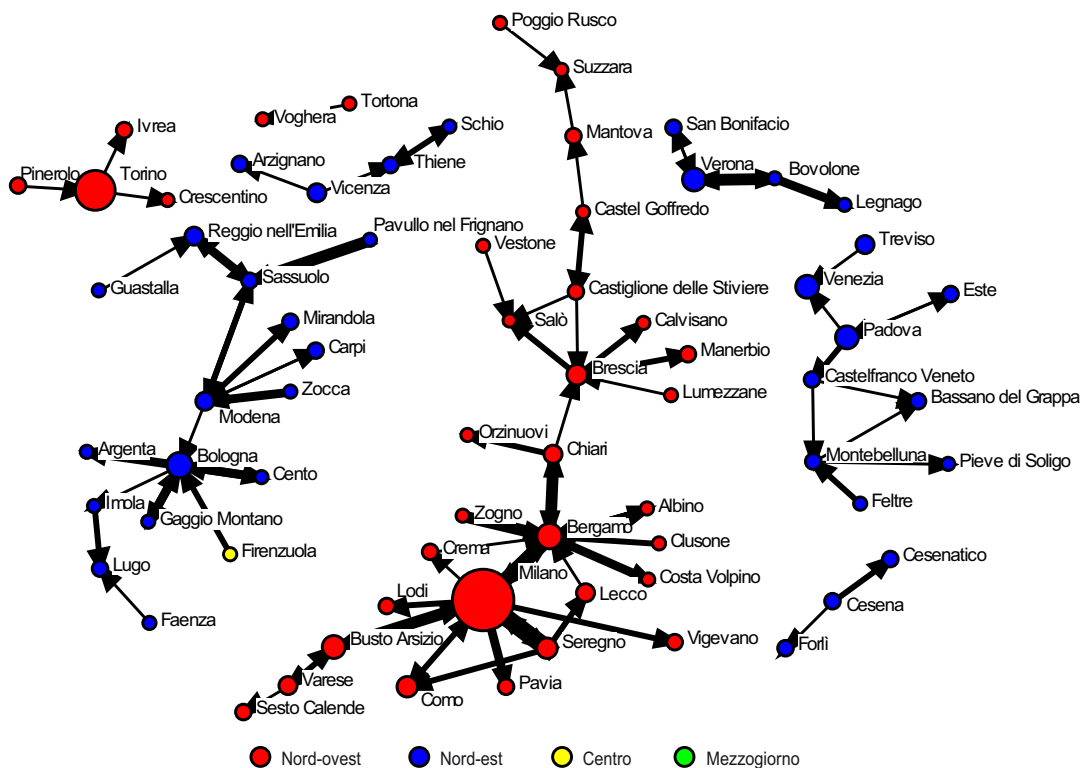 Poggio Rusco
Suzzara
Tortona
Voghera
Ivrea
Schio
Mantova
San Bonifacio
Arzignano
Thiene
Verona
Bovolone
Pinerolo
Torino
Vicenza
Crescentino
Legnago
Castel Goffredo
Reggio nell'Emilia
Pavullo nel Frignano
Vestone
Treviso
Venezia
Sassuolo
Guastalla
Castiglione delle Stiviere
Este
Mirandola
Salò
Calvisano
Padova
Carpi
Manerbio
Brescia
Zocca
Lumezzane
Castelfranco Veneto
Modena
Bassano del Grappa
Orzinuovi
Argenta
Bologna
Chiari
Montebelluna
Cento
Pieve di Soligo
Imola
Zogno
Albino
Feltre
Gaggio Montano
Bergamo
Firenzuola
Crema
Clusone
Cesenatico
Lugo
Milano
Costa Volpino
Lodi
Lecco
Cesena
Faenza
Busto Arsizio
Seregno
Vigevano
Forlì
Varese
Como
Pavia
Sesto Calende
Nord-ovest
Nord-est
Centro
Mezzogiorno